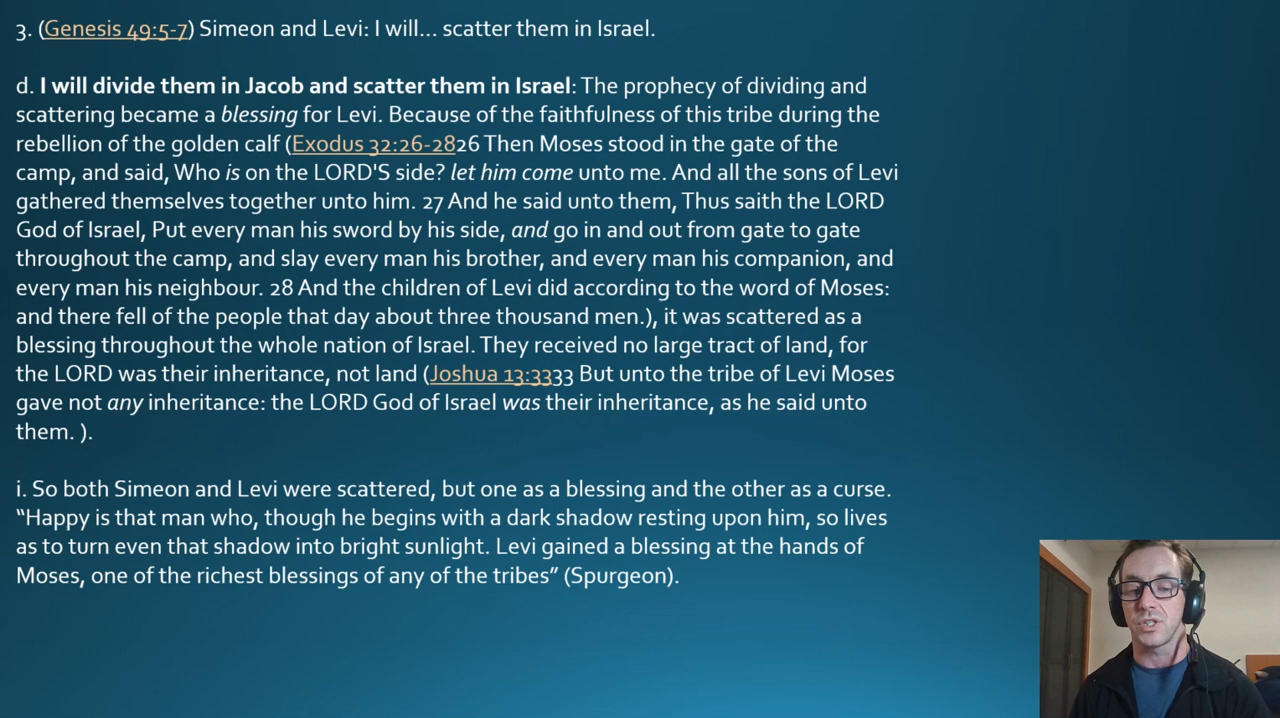 3. (Genesis 49:5-7) Simeon and Levi: I will... scatter them in Israel.
d. I will divide them in Jacob and scatter them in Israel: The prophecy of dividing and
scattering became a blessing for Levi. Because of the faithfulness of this tribe during the
rebellion of the golden calf (Exodus 32:26-2826 Then Moses stood in the gate of the
camp, and said, Who is on the LORD'S side? let him come unto me. And all the sons of Levi
gathered themselves together unto him. 27 And he said unto them, Thus saith the LORD
God of Israel, Put every man his sword by his side, and go in and out from gate to gate
throughout the camp, and slay every man his brother, and every man his companion, and
every man his neighbour. 28 And the children of Levi did according to the word of Moses:
and there fell of the people that day about three thousand men.), it was scattered as a
blessing throughout the whole nation of Israel. They received no large tract of land, for
the LORD was their inheritance, not land (Joshua 13:3333 But unto the tribe of Levi Moses
gave not any inheritance: the LORD God of Israel was their inheritance, as he said unto
them. ).
i. So both Simeon and Levi were scattered, but one as a blessing and the other as a curse.
“Happy is that man who, though he begins with a dark shadow resting upon him, so lives
as to turn even that shadow into bright sunlight. Levi gained a blessing at the hands of
Moses, one of the richest blessings of any of the tribes” (Spurgeon).